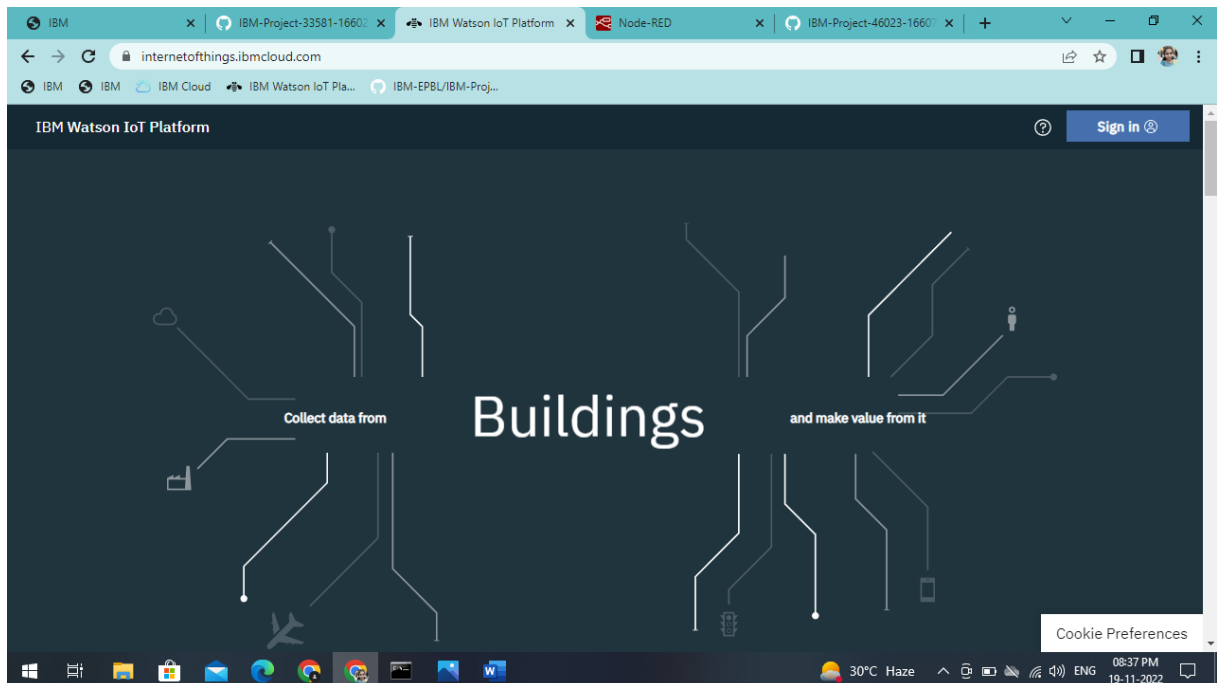 IBM
IBM-Project-33581-16602
IBM Watson IoT Platform
Node-RED
IBM-Project-46023-16607
internetofthings.ibmcloud.com
IBM
IBM
IBM Cloud
IBM Watson IoT Pla...
IBM-EPBL/IBM-Proj...
IBM Watson IoT Platform
Sign in
Collect data from
Buildings
and make value from it
Cookie Preferences
30°C Haze
ENG
08:37 PM
19-11-2022